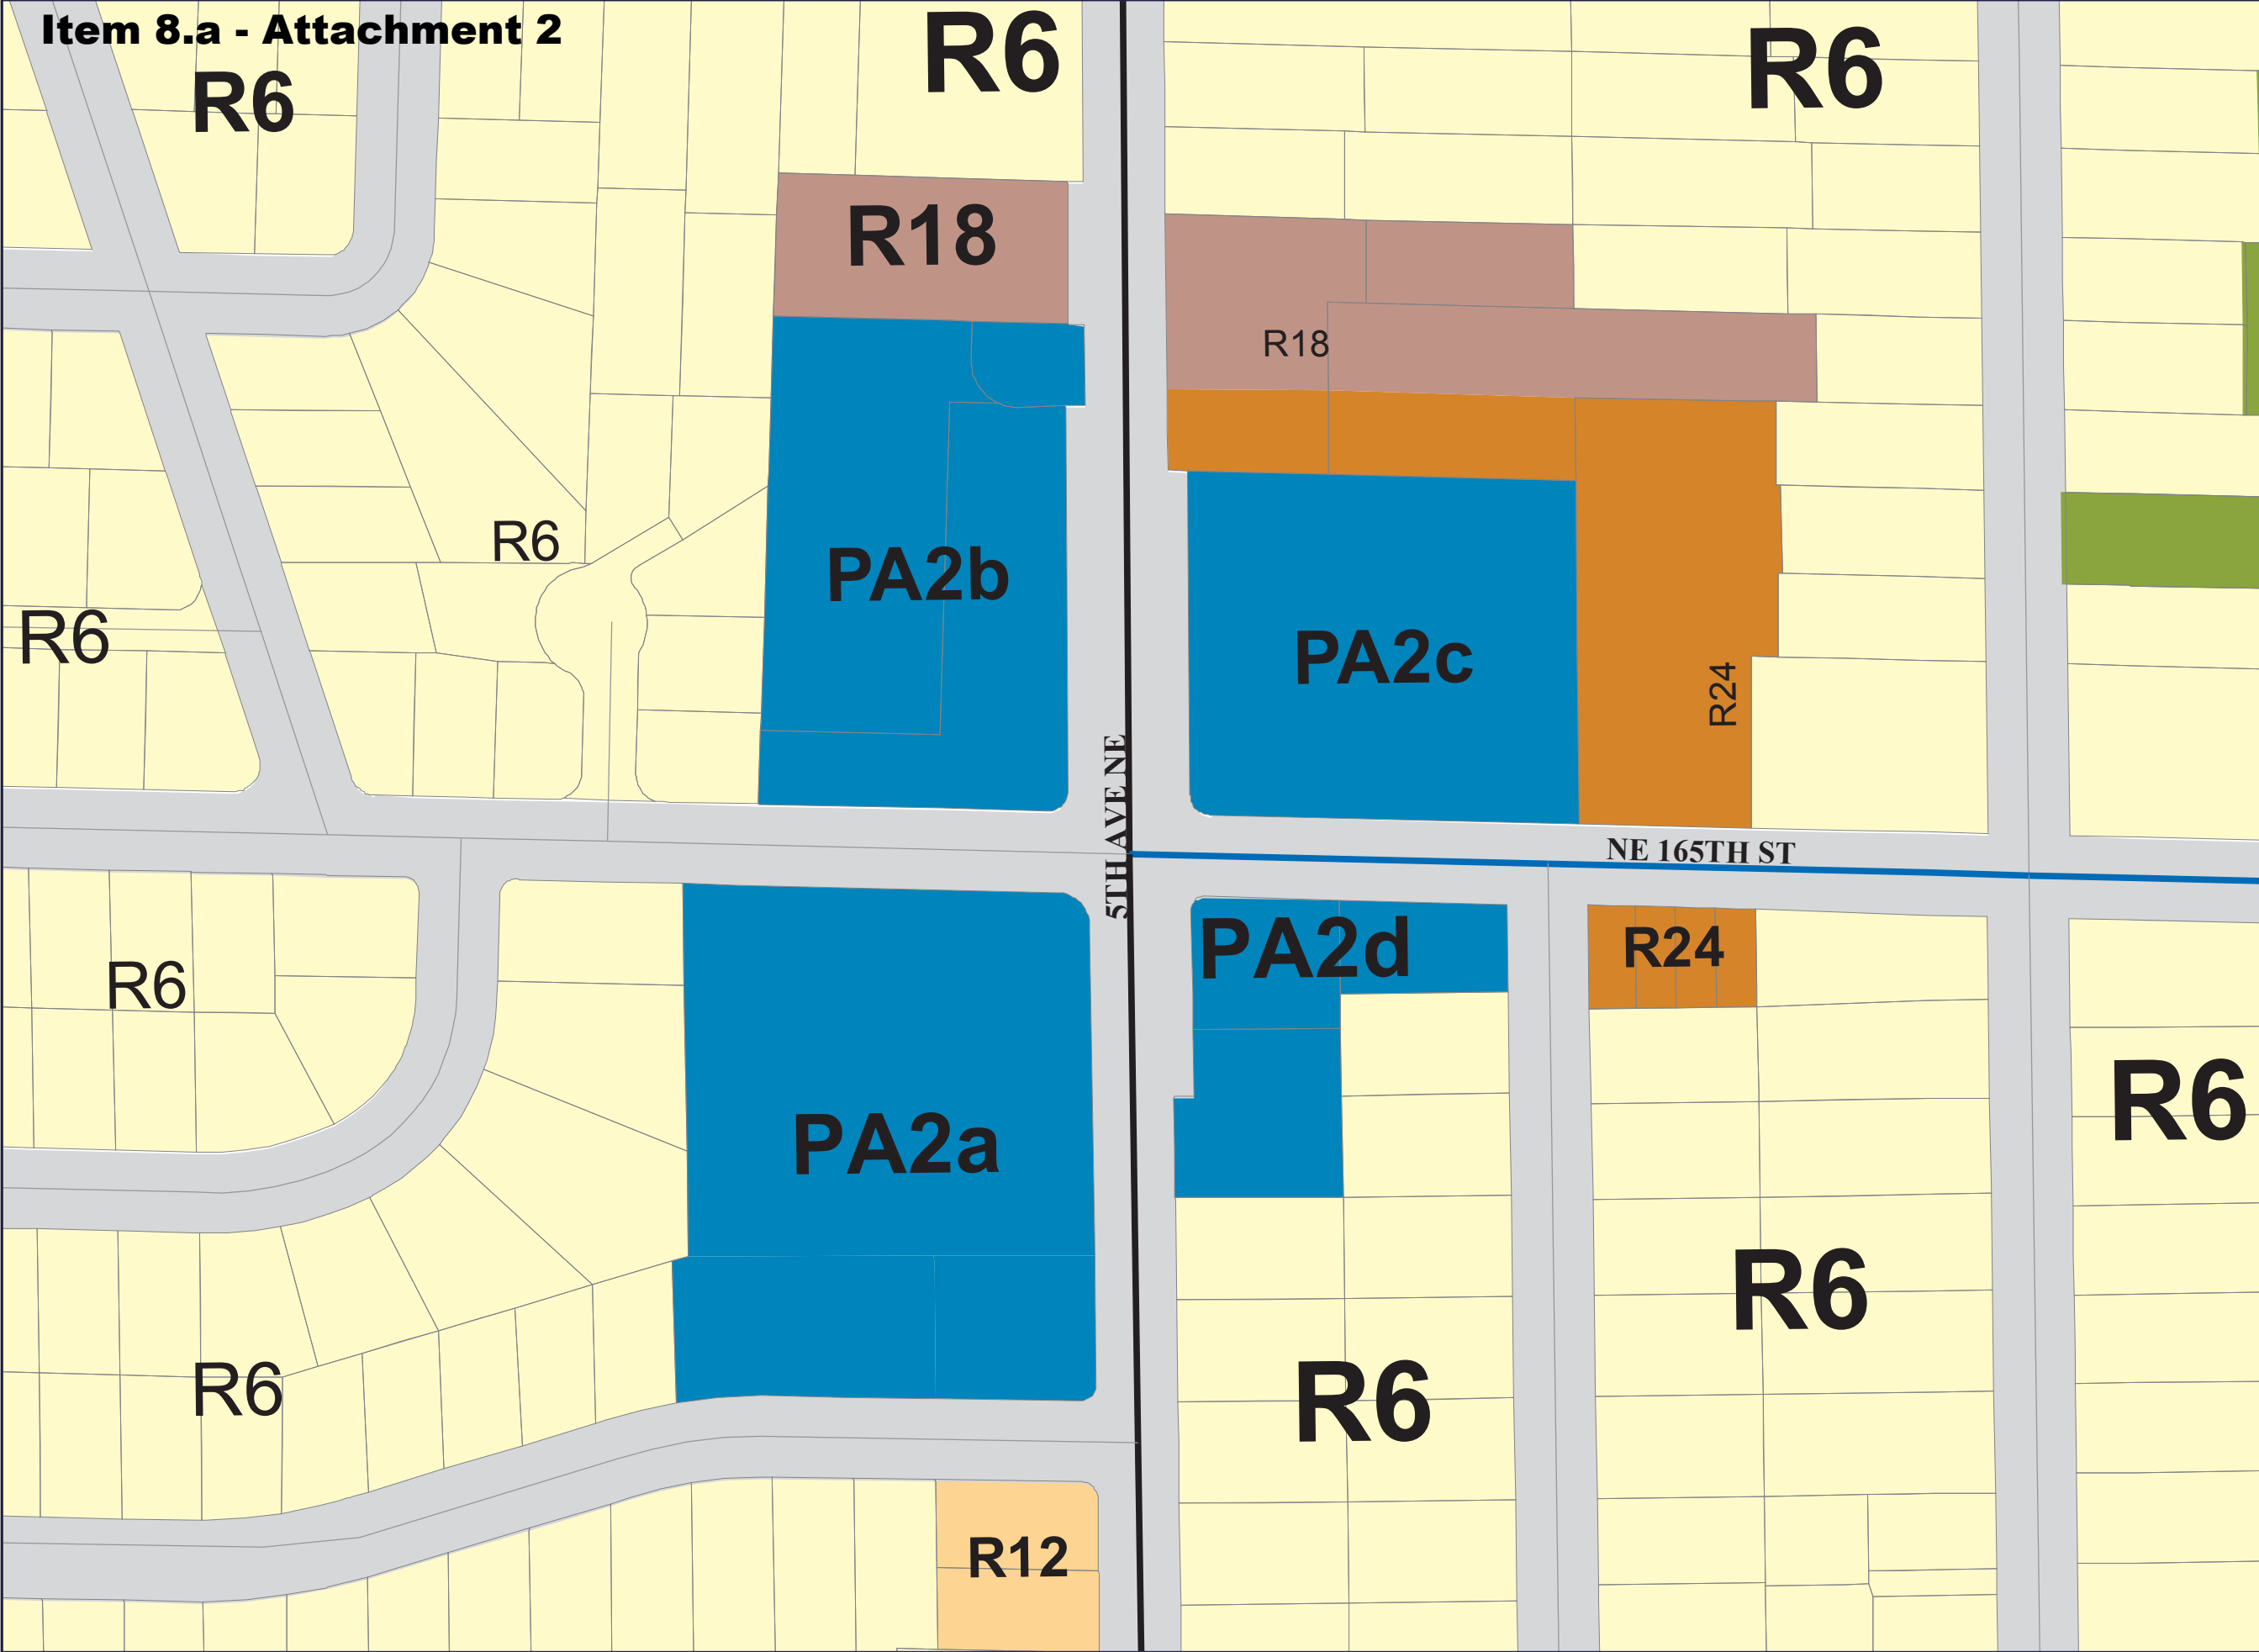 Item 8.a - Attachment 2
R6
R6
R6
R18
R18
R6
PA2b
R6
PA2c
R24
5TH AVE NE
NE 165TH ST
PA2d
R24
R6
R6
PA2a
R6
R6
R6
R12